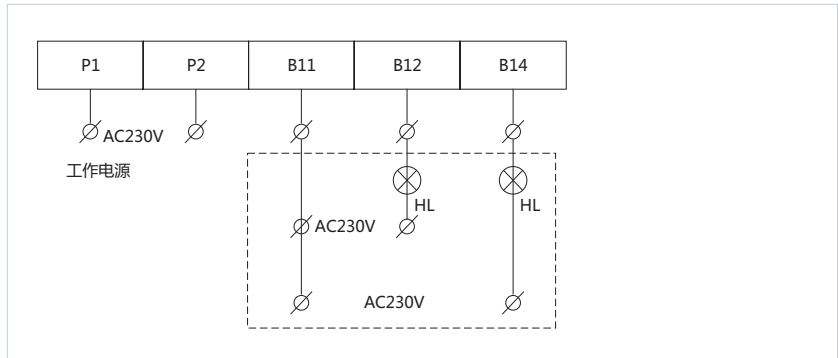 P1 P2 B11 B12 B14
AC230V
工作电源
HL HL
AC230V
AC230V